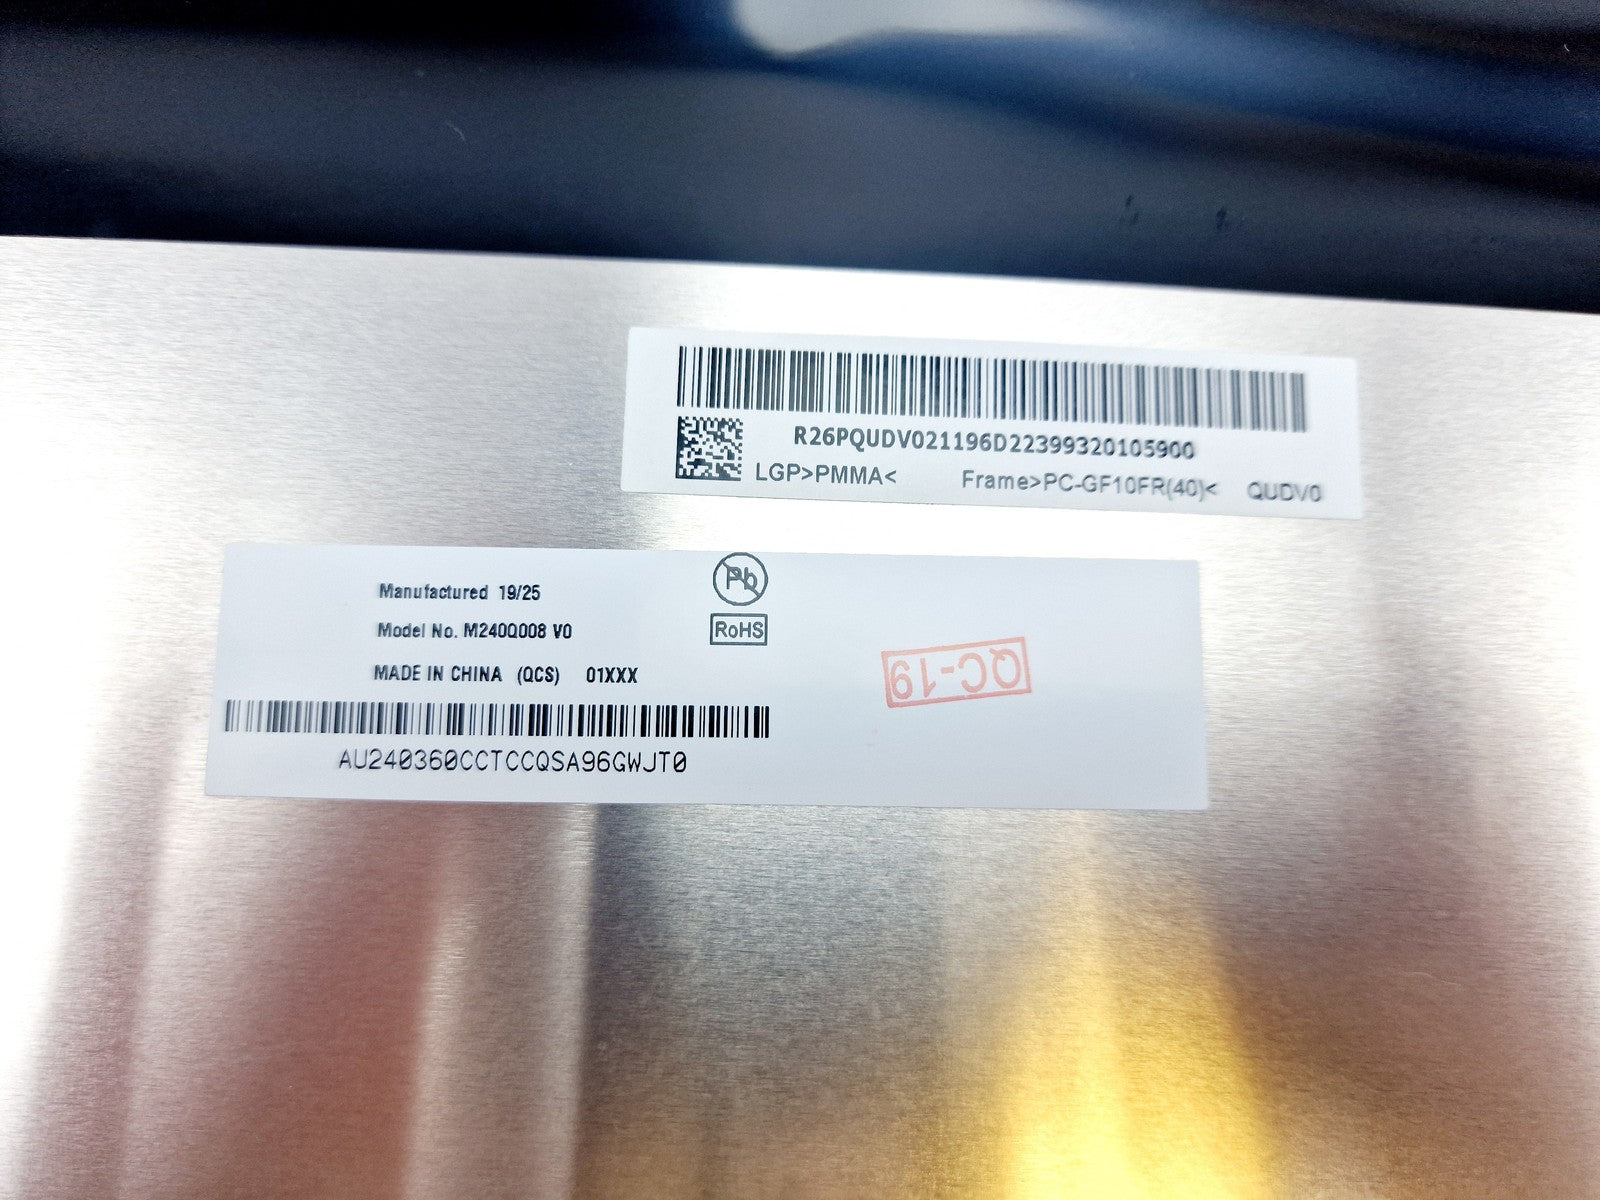 R26PQUDV021196D22399320105900
LGP>PMMA< Frame>PC-GF10FR(40)< QUDV0
Manufactured 19/25
Pb
Model No. M240Q008 V0
RoHS
MADE IN CHINA (QCS) 01XXX
QC-19
AU240360CCTCCQSA96GWJT0